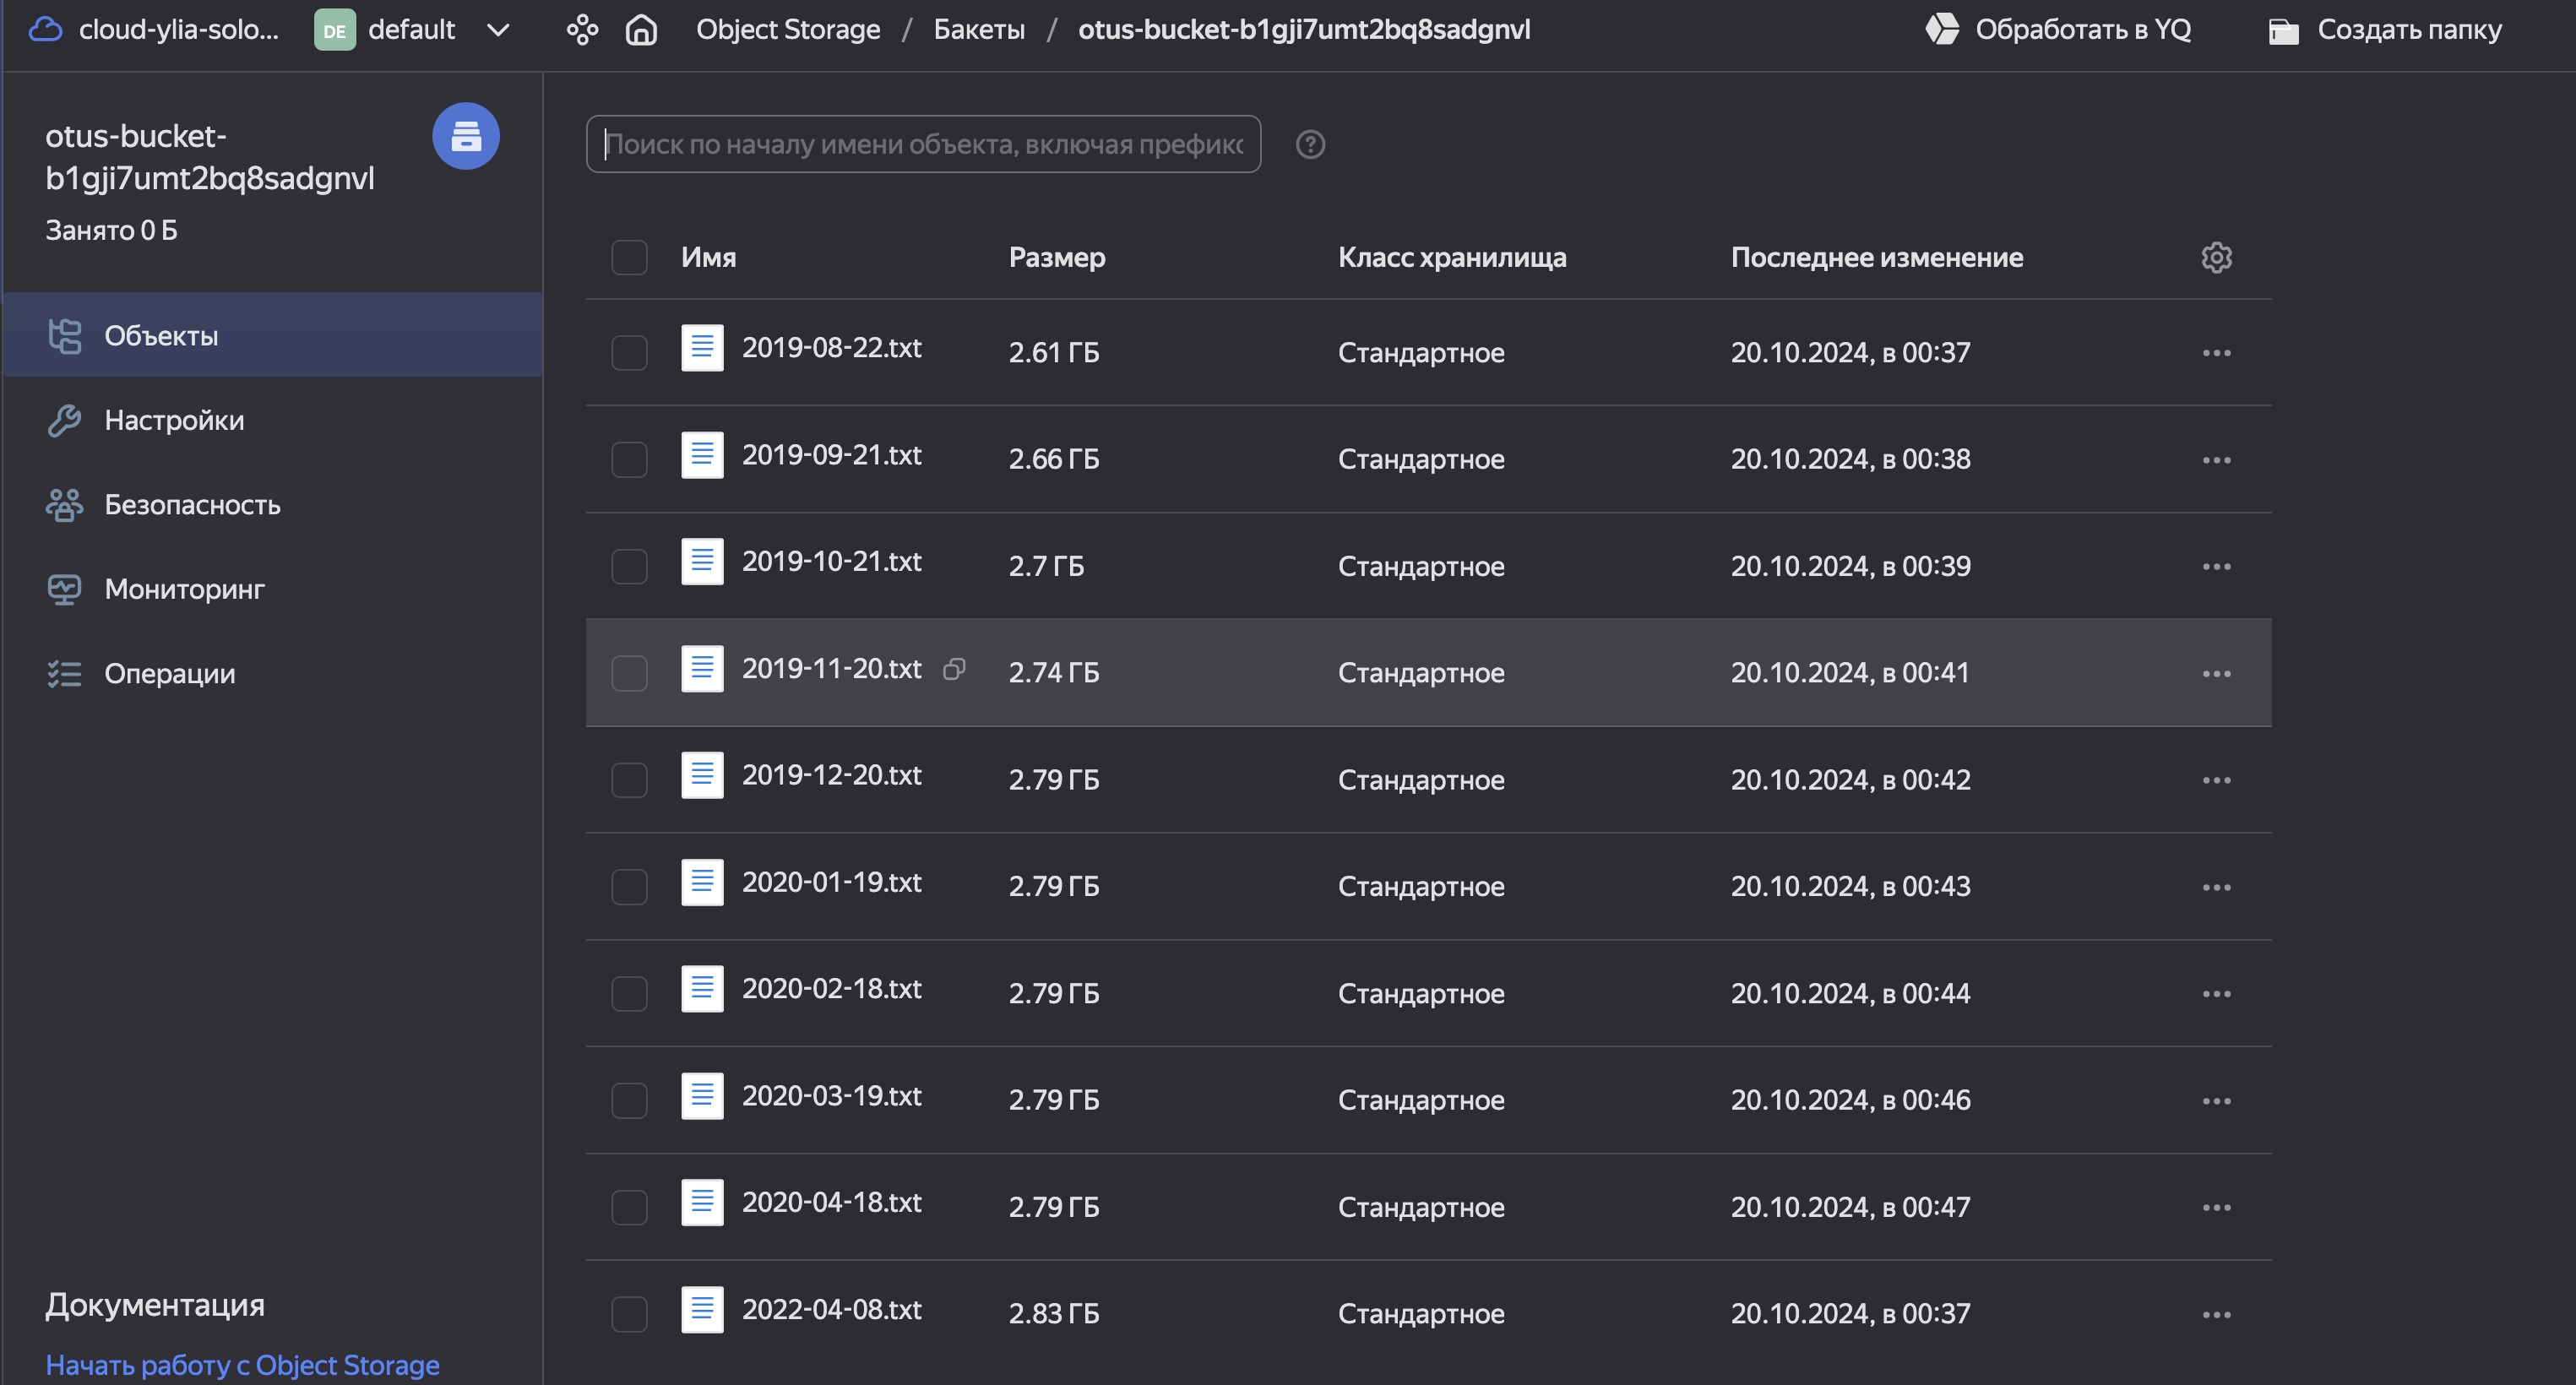 cloud-ylia-solo... DE default Object Storage / Бакеты / otus-bucket-b1gji7umt2bq8sadgnvl Обработать в YQ Создать папку
otus-bucket-
b1gji7umt2bq8sadgnvl
Занято 0 Б
Объекты
Настройки
Безопасность
Мониторинг
Операции
Документация
Начать работу с Object Storage
Поиск по началу имени объекта, включая префикс
Имя Размер Класс хранилища Последнее изменение
2019-08-22.txt 2.61 ГБ Стандартное 20.10.2024, в 00:37
2019-09-21.txt 2.66 ГБ Стандартное 20.10.2024, в 00:38
2019-10-21.txt 2.7 ГБ Стандартное 20.10.2024, в 00:39
2019-11-20.txt 2.74 ГБ Стандартное 20.10.2024, в 00:41
2019-12-20.txt 2.79 ГБ Стандартное 20.10.2024, в 00:42
2020-01-19.txt 2.79 ГБ Стандартное 20.10.2024, в 00:43
2020-02-18.txt 2.79 ГБ Стандартное 20.10.2024, в 00:44
2020-03-19.txt 2.79 ГБ Стандартное 20.10.2024, в 00:46
2020-04-18.txt 2.79 ГБ Стандартное 20.10.2024, в 00:47
2022-04-08.txt 2.83 ГБ Стандартное 20.10.2024, в 00:37